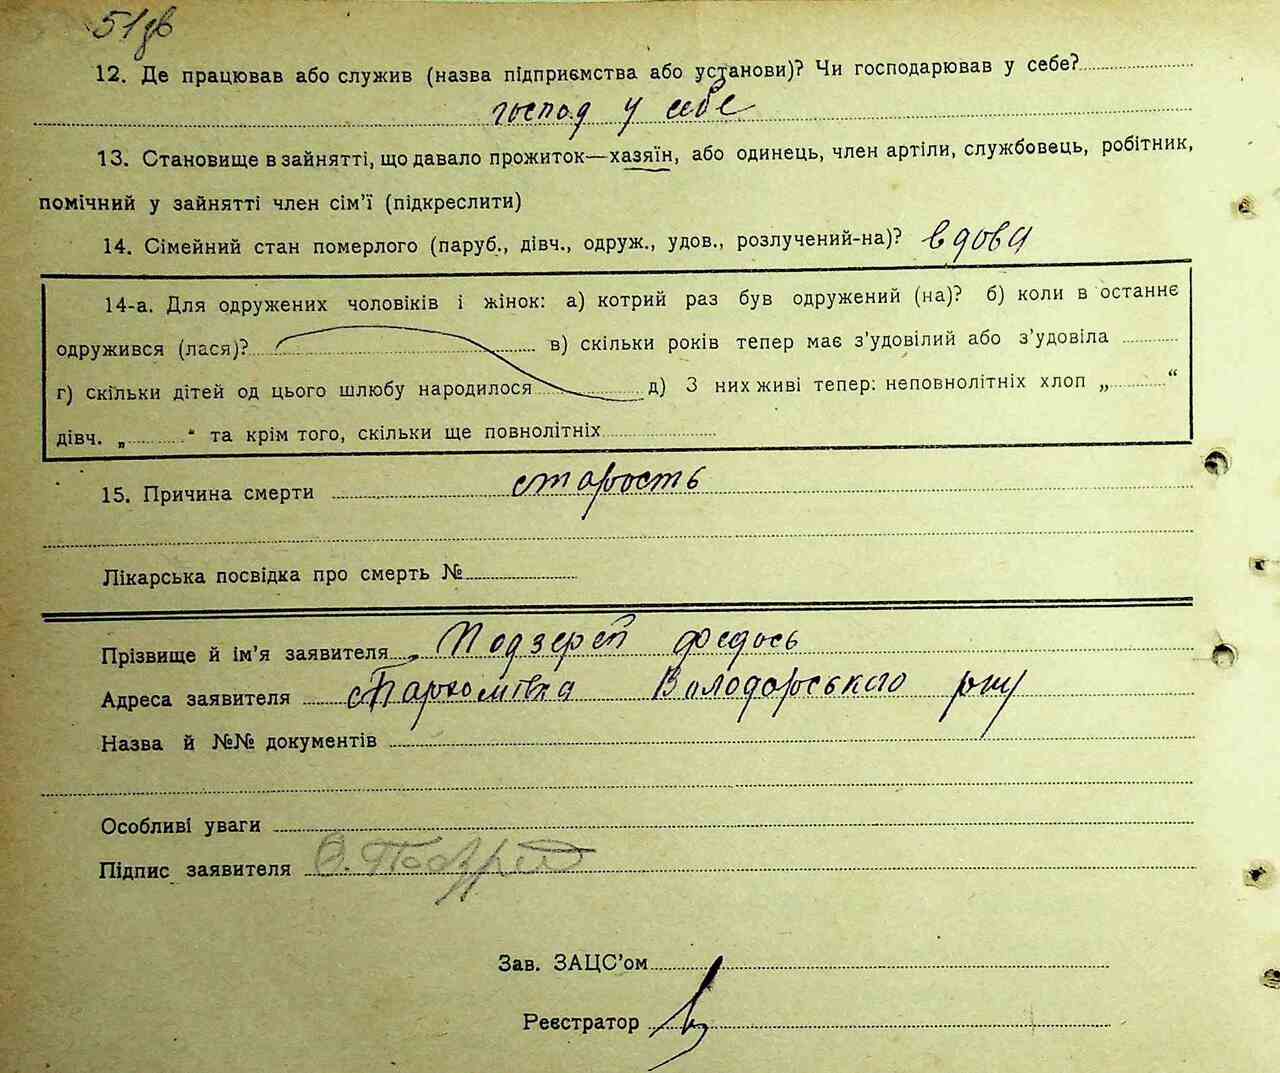 51зв
12. Де працював або служив (назва підприємства або установи)? Чи господарював у себе?
господ у себе
13. Становище в зайнятті, що давало прожиток—хазяїн, або одинець, член артіли, службовець, робітник,
помічний у зайнятті член сім'ї (підкреслити)
14. Сімейний стан померлого (паруб., дівч., одруж., удов., розлучений-на)? вдова
14-а. Для одружених чоловіків і жінок: а) котрий раз був одружений (на)? б) коли в останнє
одружився (лася)? в) скільки років тепер має з'удовілий або з'удовіла
г) скільки дітей од цього шлюбу народилося д) З них живі тепер: неповнолітніх хлоп „ “
дівч. „ “ та крім того, скільки ще повнолітніх
15. Причина смерти старость
Лікарська посвідка про смерть №
Прізвище й ім'я заявителя Подзерей Федось
Адреса заявителя с Пархомівка Володарського р-ну
Назва й №№ документів
Особливі уваги
Підпис заявителя
Зав. ЗАЦС'ом
Реєстратор